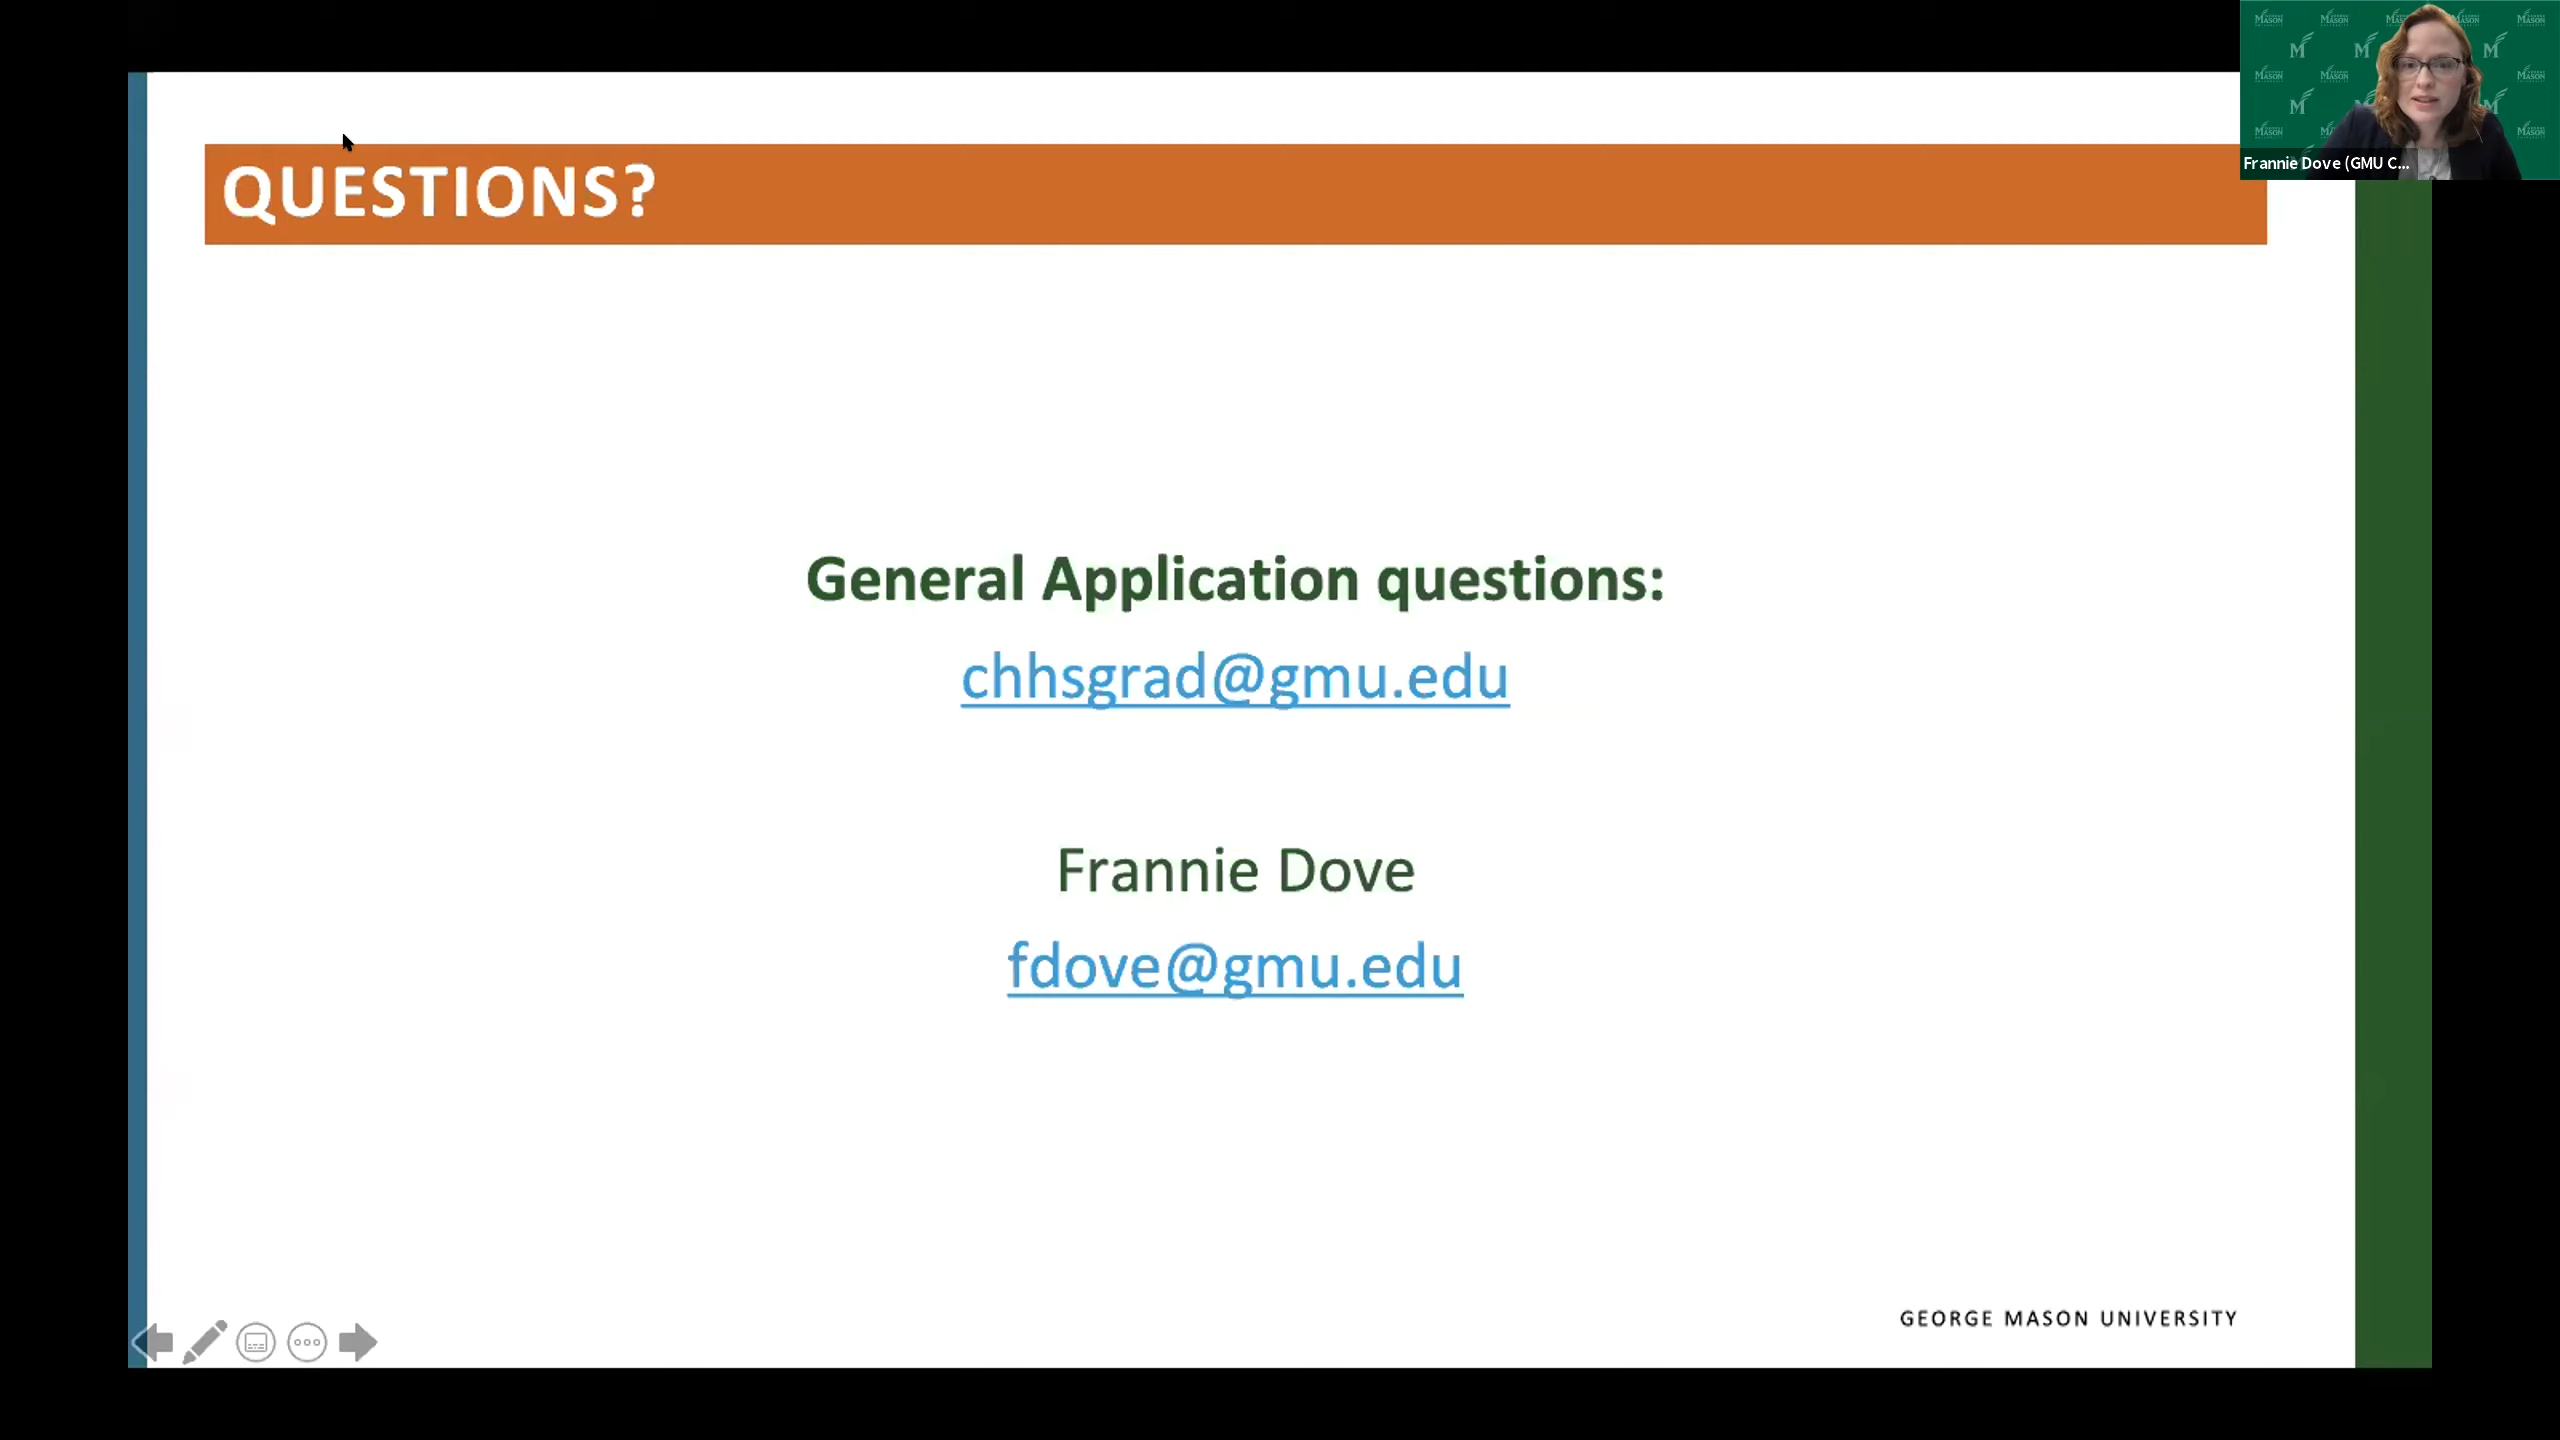 QUESTIONS?
Frannie Dove (GMU C...
General Application questions:
chhsgrad@gmu.edu
Frannie Dove
fdove@gmu.edu
GEORGE MASON UNIVERSITY